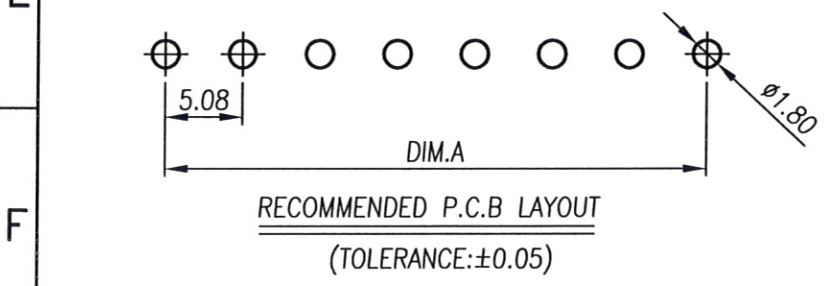 E
5.08
ø1.80
DIM.A
RECOMMENDED P.C.B LAYOUT
F
(TOLERANCE:±0.05)